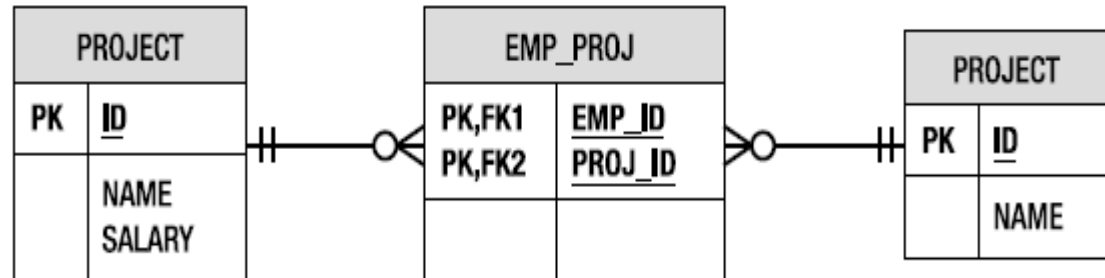 PROJECT
PK ID
NAME
SALARY
EMP_PROJ
PK,FK1 EMP_ID
PK,FK2 PROJ_ID
PROJECT
PK ID
NAME